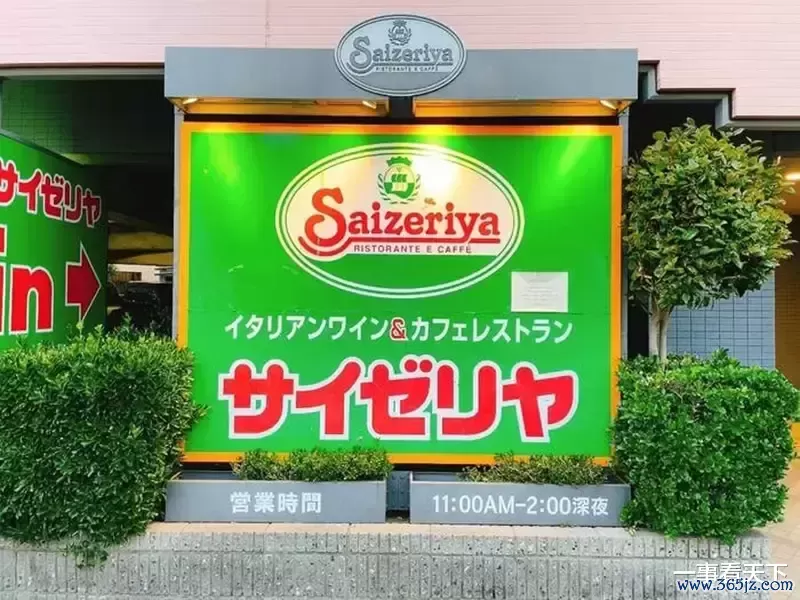 Saizeriya
RISTORANTE E CAFFÈ
サイゼリヤ
in
Saizeriya
RISTORANTE E CAFFÈ
イタリアンワイン&カフェレストラン
サイゼリヤ
営業時間
11:00AM-2:00深夜
一事看天下
www.365jz.com